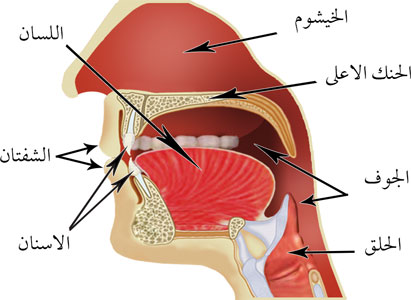 الخيشوم
اللسان
الحنك الاعلى
الشفتان
الجوف
الاسنان
الحلق